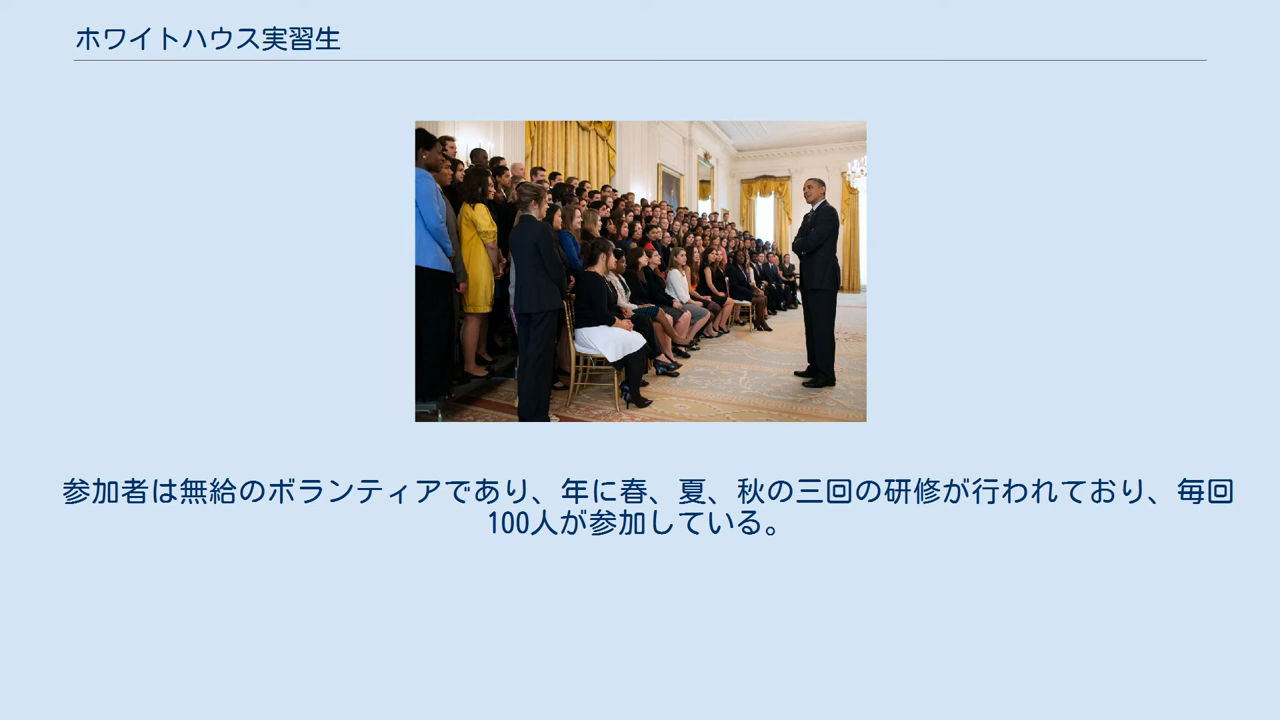 ホワイトハウス実習生
参加者は無給のボランティアであり、年に春、夏、秋の三回の研修が行われており、毎回
100人が参加している。